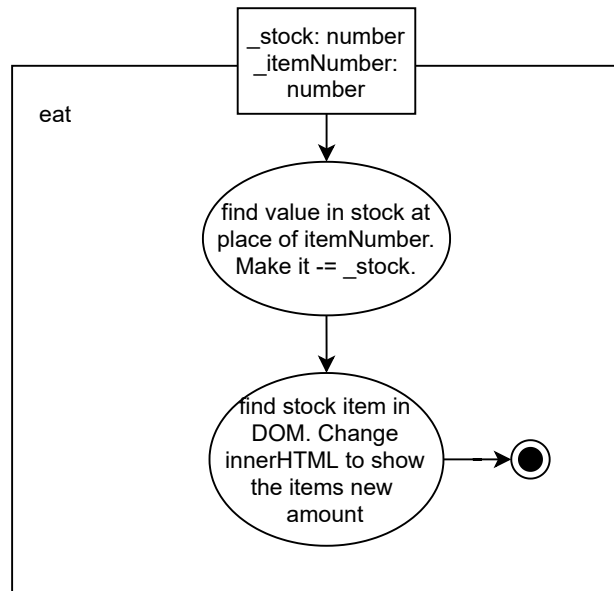 _stock: number
_itemNumber:
number
eat
find value in stock at
place of itemNumber.
Make it -= _stock.
find stock item in
DOM. Change
innerHTML to show
the items new
amount